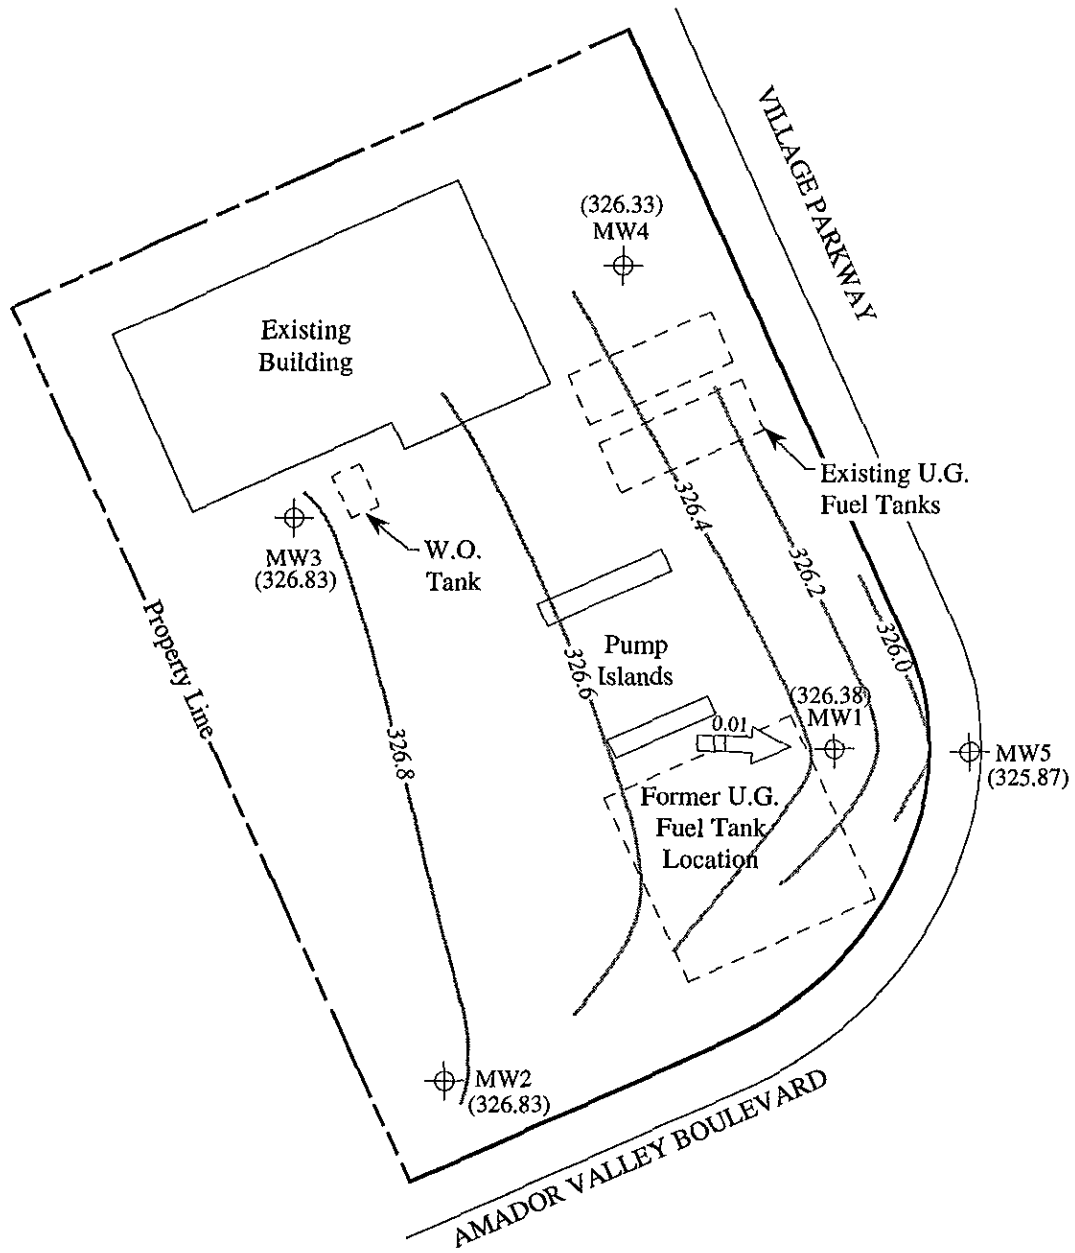 VILLAGE PARKWAY
(326.33)
MW4
Existing
Building
Existing U.G.
Fuel Tanks
326.4
326.2
W.O.
Tank
MW3
(326.83)
Property Line
Pump
Islands
326.6
326.0
(326.38)
MW1
0.01
326.8
MW5
(325.87)
Former U.G.
Fuel Tank
Location
MW2
(326.83)
AMADOR VALLEY BOULEVARD